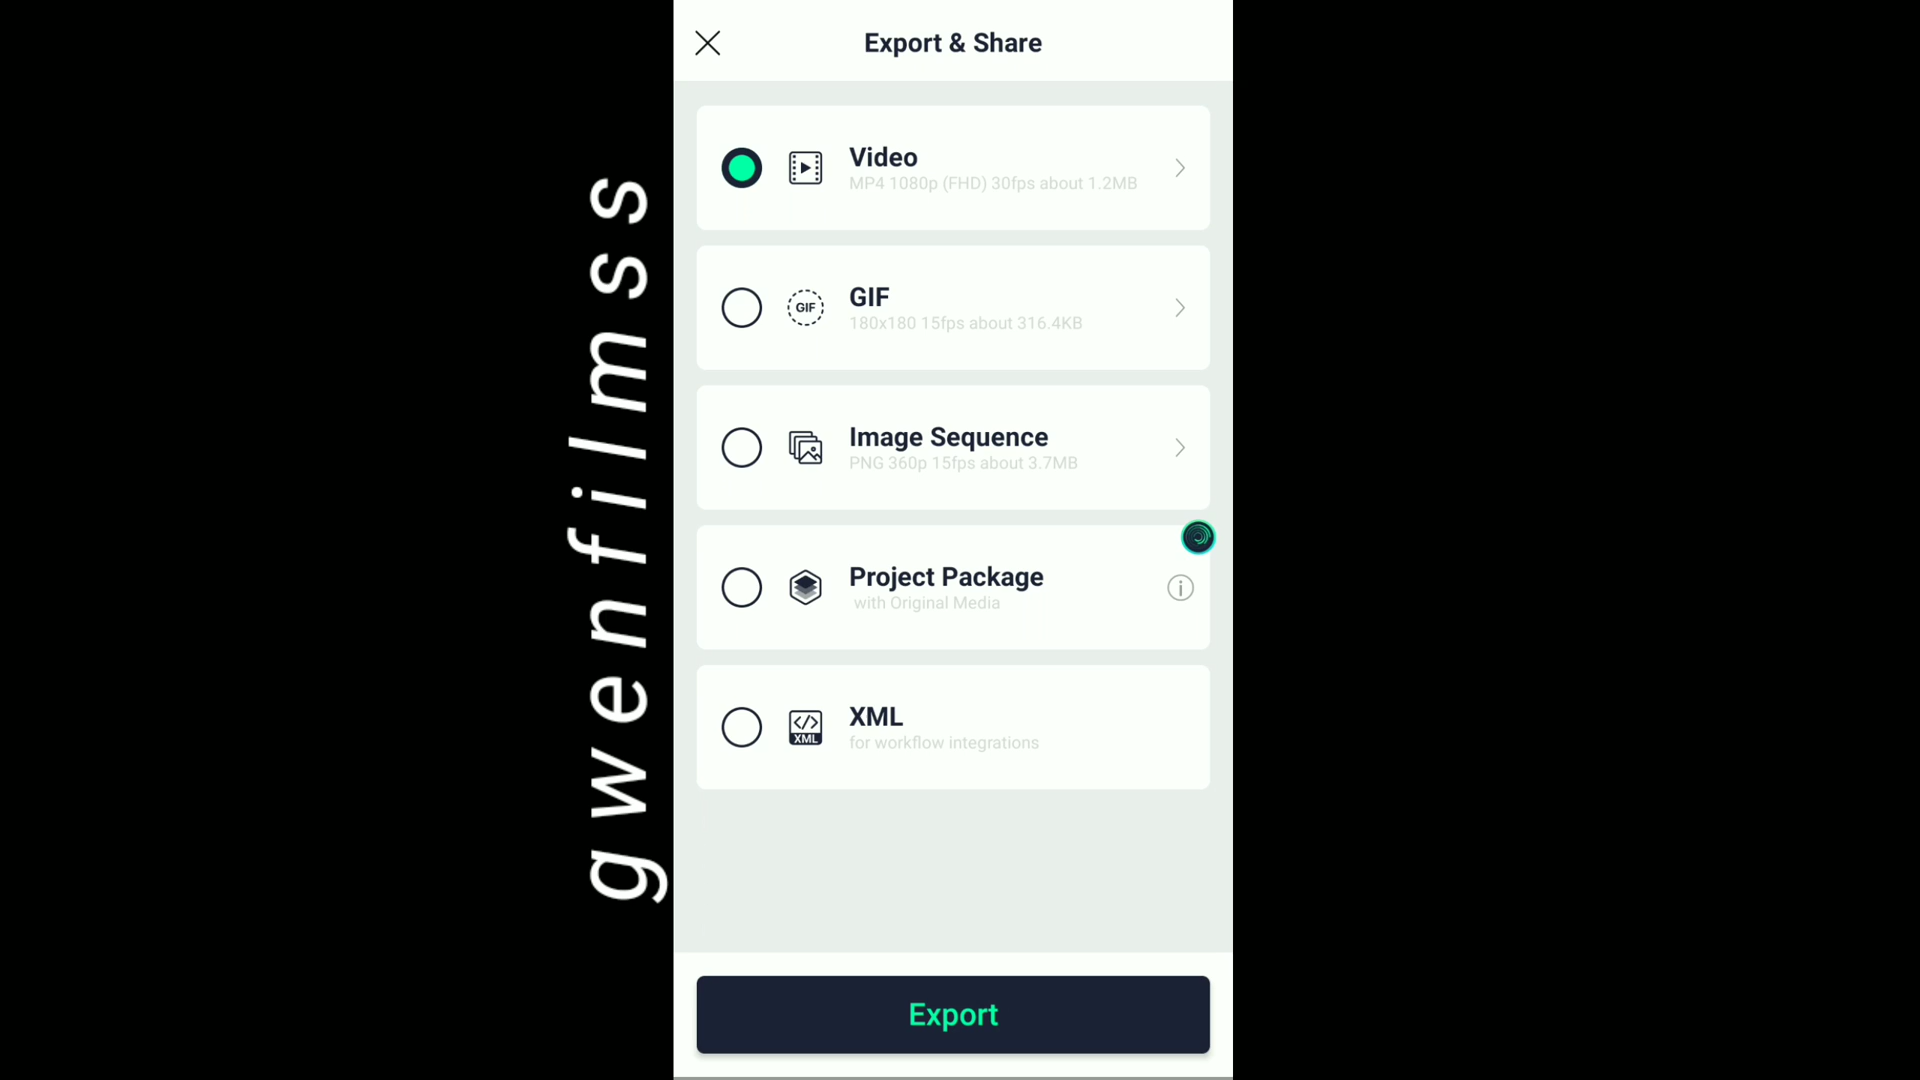 Export & Share
Video
MP4 1080p (FHD) 30fps about 1.2MB
GIF
GIF
180x180 15fps about 316.4KB
Image Sequence
PNG 360p 15fps about 3.7MB
Project Package
with Original Media
i
XML
</>
XML
for workflow integrations
Export
gwenfilmss